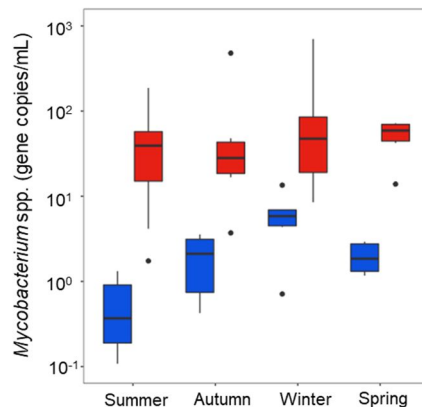 Mycobacterium spp. (gene copies/mL)
10³
10²
10¹
10⁰
10⁻¹
Summer Autumn Winter Spring